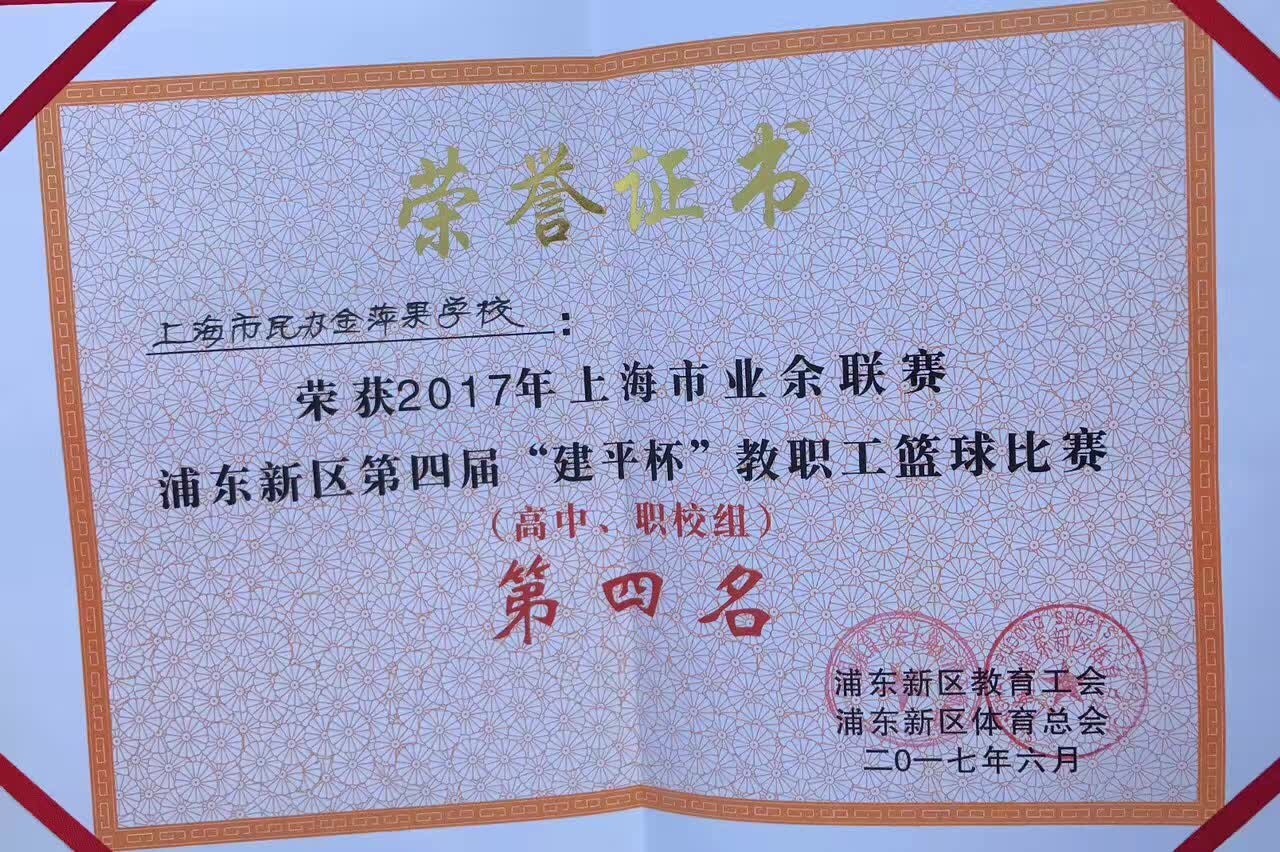 荣誉证书
上海市民办金苹果学校：
荣获2017年上海市业余联赛
浦东新区第四届“建平杯”教职工篮球比赛
（高中、职校组）
第四名
浦东新区教育工会
浦东新区体育总会
二0一七年六月